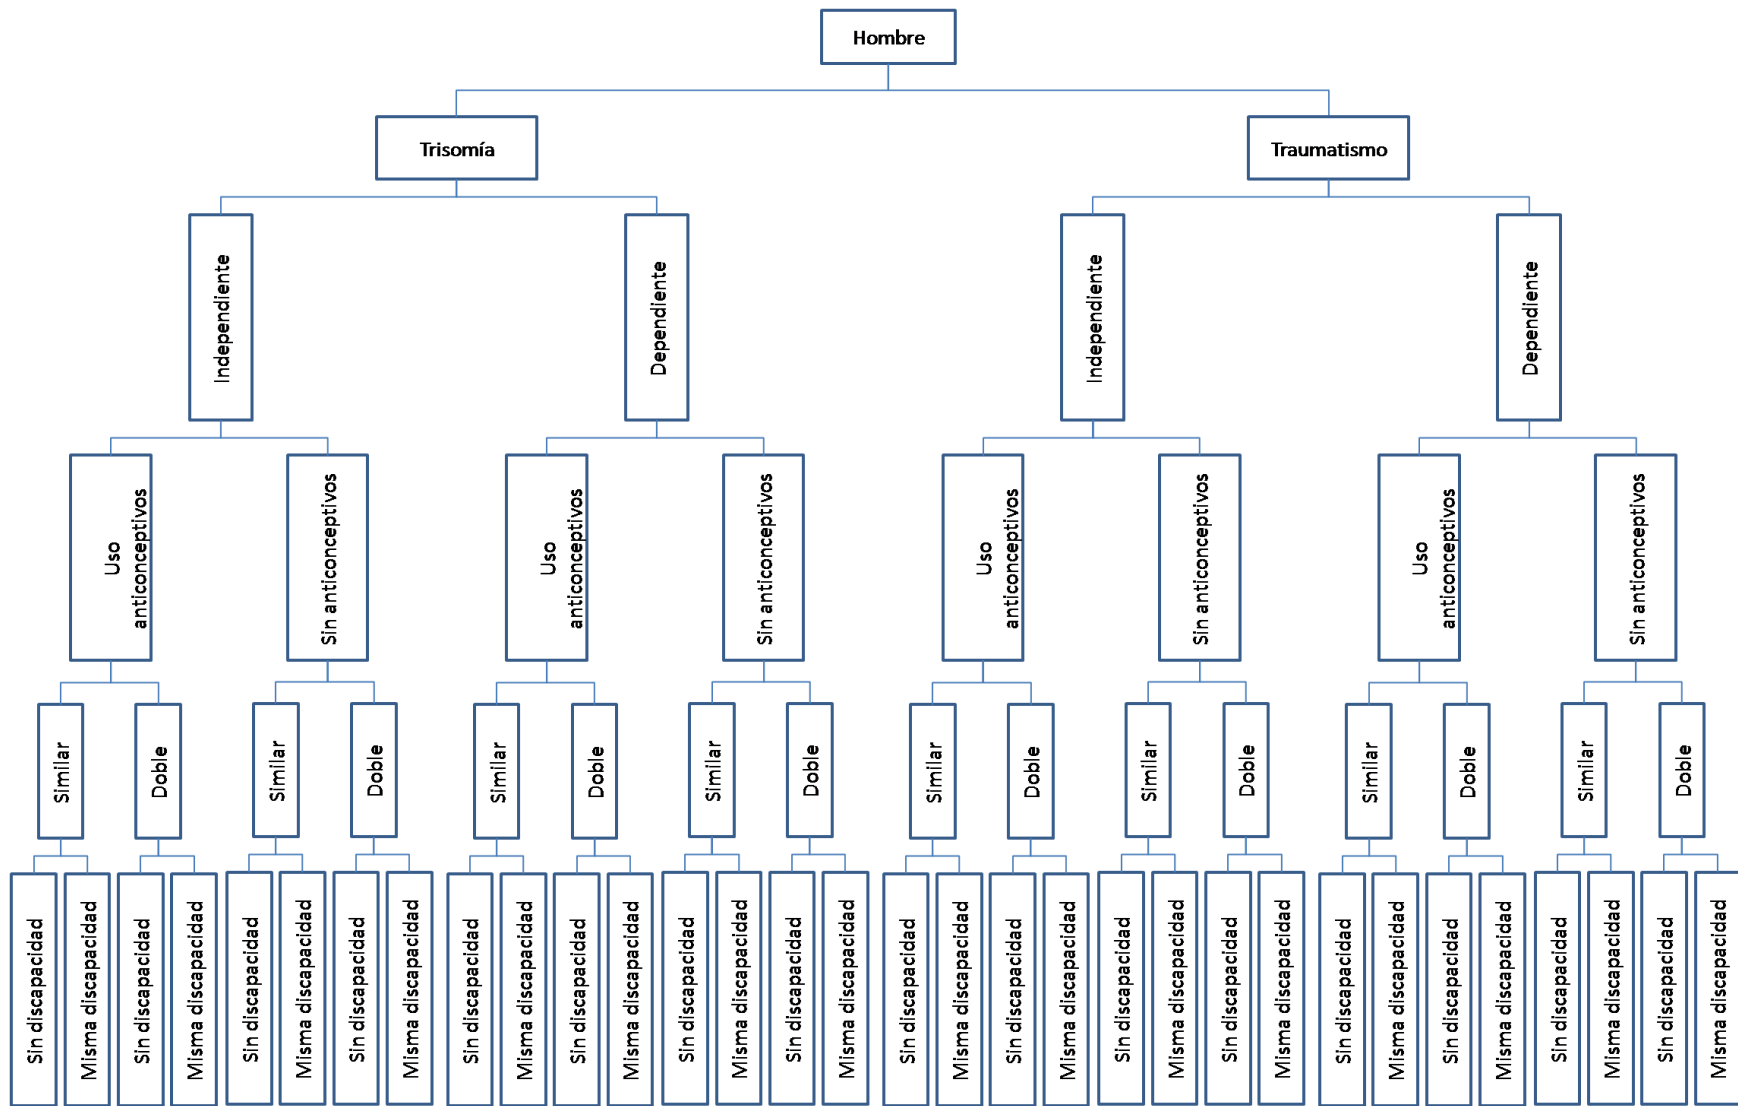 Hombre
Trisomía
Traumatismo
Independiente
Dependiente
Independiente
Dependiente
Uso
anticonceptivos
Sin anticonceptivos
Uso
anticonceptivos
Sin anticonceptivos
Uso
anticonceptivos
Sin anticonceptivos
Uso
anticonceptivos
Sin anticonceptivos
Similar
Doble
Similar
Doble
Similar
Doble
Similar
Doble
Similar
Doble
Similar
Doble
Similar
Doble
Similar
Doble
Sin discapacidad
Misma discapacidad
Sin discapacidad
Misma discapacidad
Sin discapacidad
Misma discapacidad
Sin discapacidad
Misma discapacidad
Sin discapacidad
Misma discapacidad
Sin discapacidad
Misma discapacidad
Sin discapacidad
Misma discapacidad
Sin discapacidad
Misma discapacidad
Sin discapacidad
Misma discapacidad
Sin discapacidad
Misma discapacidad
Sin discapacidad
Misma discapacidad
Sin discapacidad
Misma discapacidad
Sin discapacidad
Misma discapacidad
Sin discapacidad
Misma discapacidad
Sin discapacidad
Misma discapacidad
Sin discapacidad
Misma discapacidad